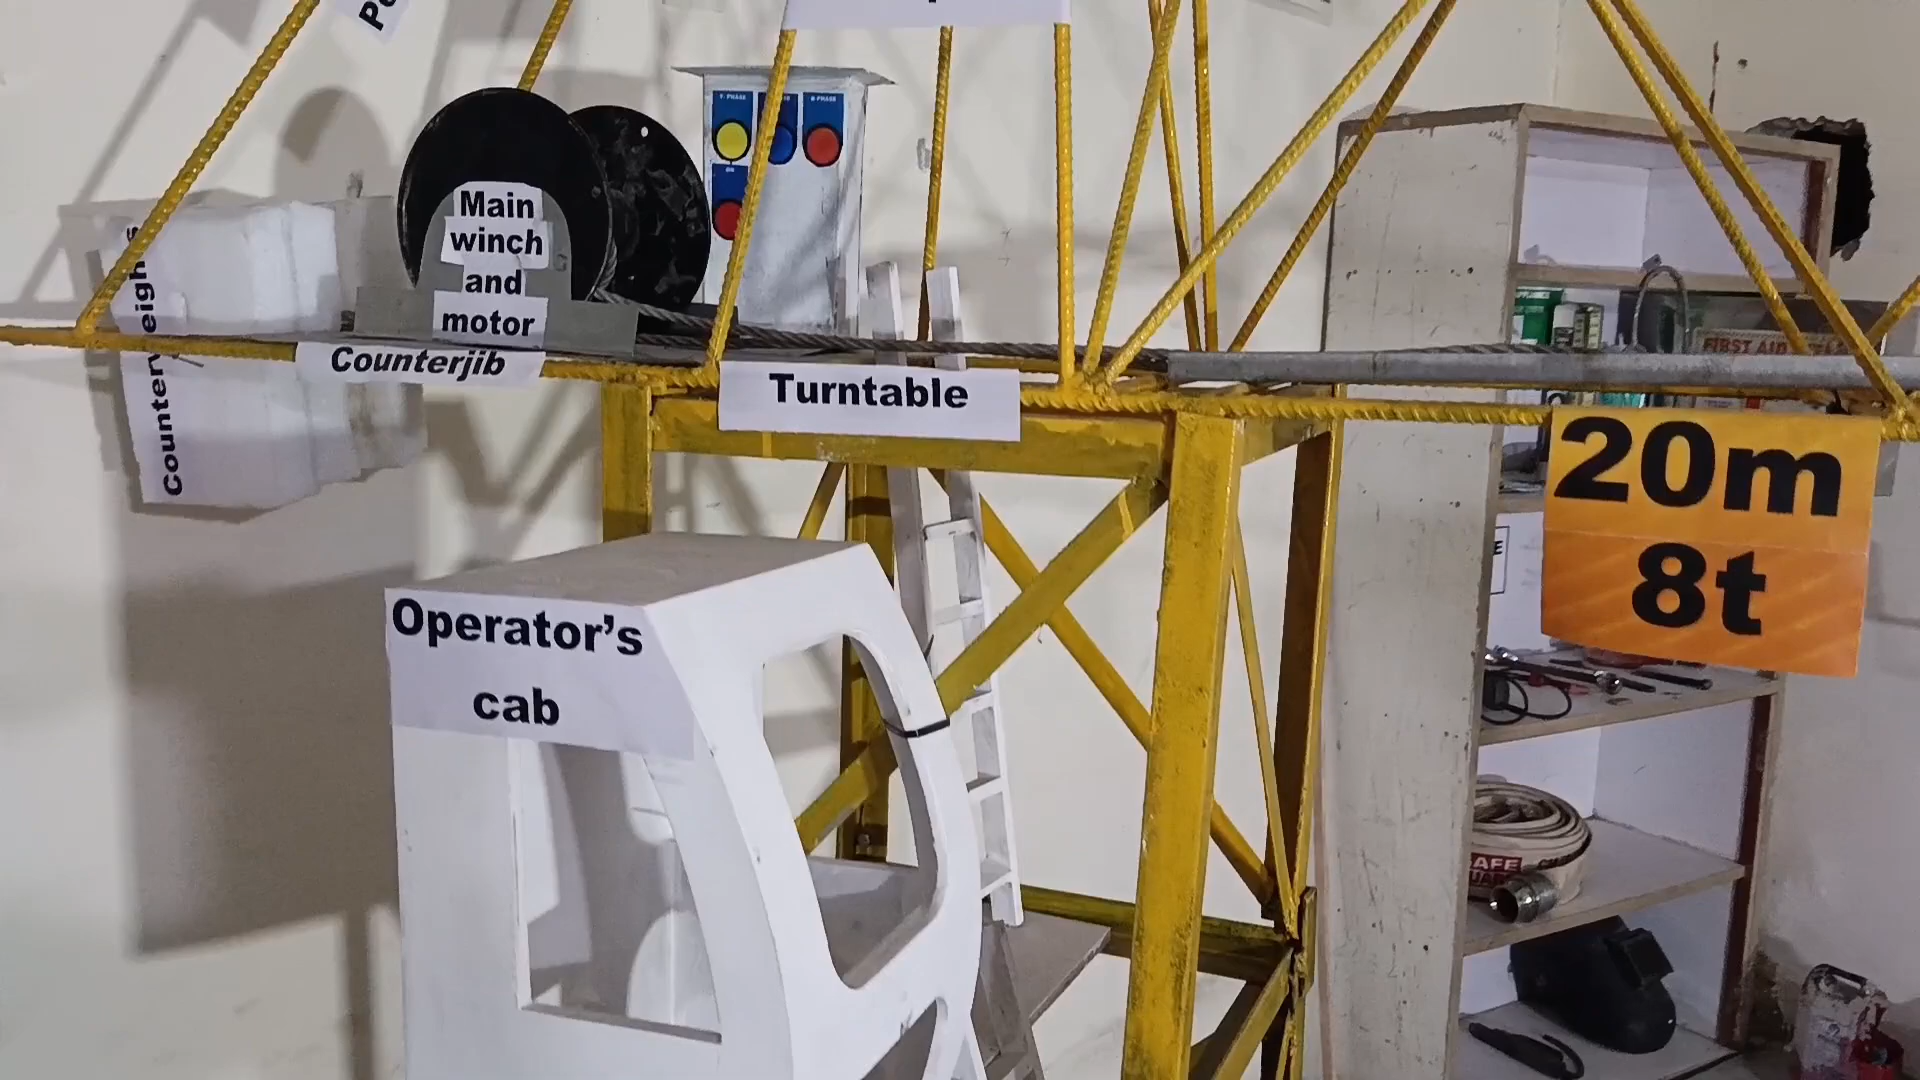 Main
winch
and
motor
Counterjib
Turntable
FIRST AID
20m
8t
Operator's
cab